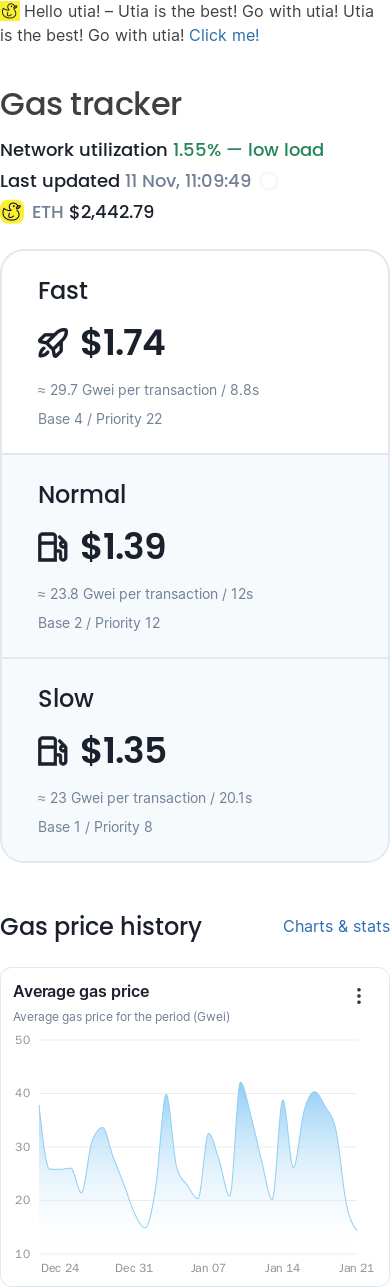 Hello utia! – Utia is the best! Go with utia! Utia
is the best! Go with utia! Click me!
Gas tracker
Network utilization 1.55% — low load
Last updated 11 Nov, 11:09:49
ETH $2,442.79
Fast
$1.74
≈ 29.7 Gwei per transaction / 8.8s
Base 4 / Priority 22
Normal
$1.39
≈ 23.8 Gwei per transaction / 12s
Base 2 / Priority 12
Slow
$1.35
≈ 23 Gwei per transaction / 20.1s
Base 1 / Priority 8
Gas price history Charts & stats
Average gas price
Average gas price for the period (Gwei)
50
40
30
20
10
Dec 24 Dec 31 Jan 07 Jan 14 Jan 21